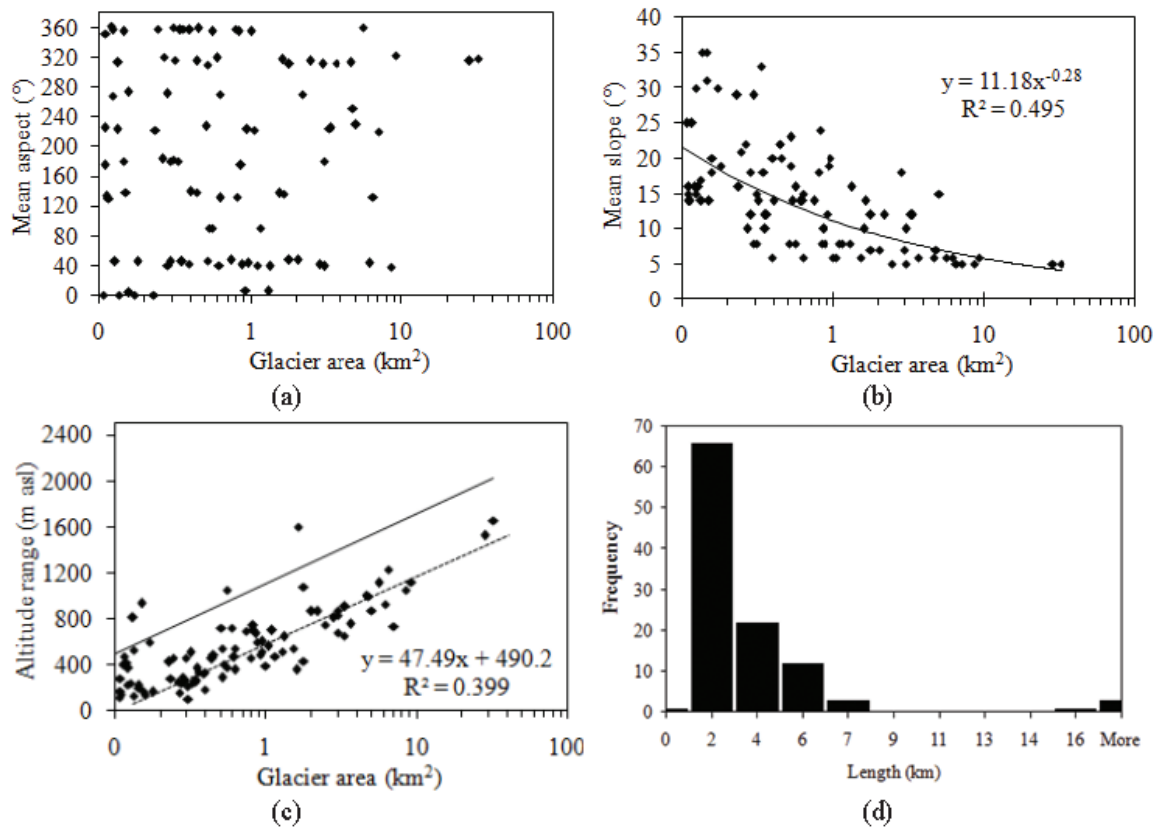 Mean aspect (°)
360
320
280
240
200
160
120
80
40
0
0 1 10 100
Glacier area (km²)
(a)
Mean slope (°)
40
35
30
25
20
15
10
5
0
y = 11.18x^-0.28
R² = 0.495
0 1 10 100
Glacier area (km²)
(b)
Altitude range (m asl)
2400
2000
1600
1200
800
400
0
y = 47.49x + 490.2
R² = 0.399
0 1 10 100
Glacier area (km²)
(c)
Frequency
70
60
50
40
30
20
10
0
0 2 4 6 7 9 11 13 14 16 More
Length (km)
(d)